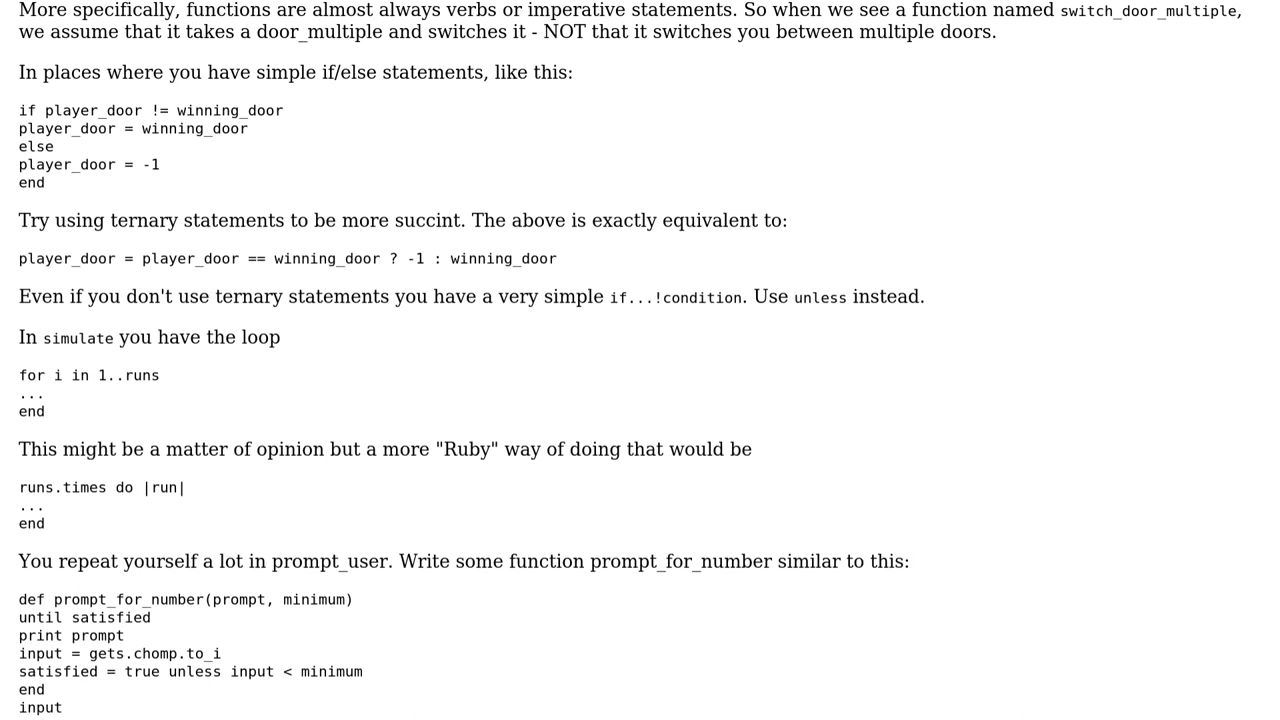 More specifically, functions are almost always verbs or imperative statements. So when we see a function named switch_door_multiple,
we assume that it takes a door_multiple and switches it - NOT that it switches you between multiple doors.
In places where you have simple if/else statements, like this:
if player_door != winning_door
player_door = winning_door
else
player_door = -1
end
Try using ternary statements to be more succint. The above is exactly equivalent to:
player_door = player_door == winning_door ? -1 : winning_door
Even if you don't use ternary statements you have a very simple if...!condition. Use unless instead.
In simulate you have the loop
for i in 1..runs
...
end
This might be a matter of opinion but a more "Ruby" way of doing that would be
runs.times do |run|
...
end
You repeat yourself a lot in prompt_user. Write some function prompt_for_number similar to this:
def prompt_for_number(prompt, minimum)
until satisfied
print prompt
input = gets.chomp.to_i
satisfied = true unless input < minimum
end
input